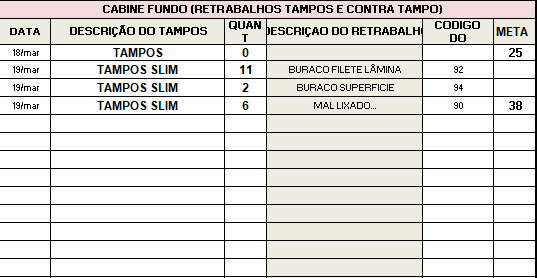 CABINE FUNDO (RETRABALHOS TAMPOS E CONTRA TAMPO)
DATA DESCRIÇÃO DO TAMPOS QUAN T DESCRIÇAO DO RETRABALH CODIGO DO META
18/mar TAMPOS 0 25
19/mar TAMPOS SLIM 11 BURACO FILETE LÂMINA 92
19/mar TAMPOS SLIM 2 BURACO SUPERFICIE 94
19/mar TAMPOS SLIM 6 MAL LIXADO... 90 38